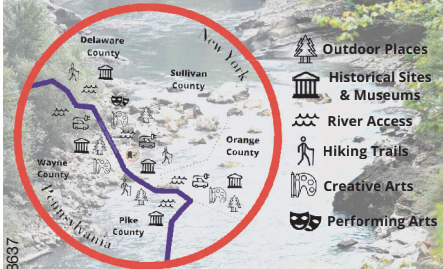 Delaware
County
New York
Sullivan
County
Orange
County
Wayne
County
Pennsylvania
Pike
County
Outdoor Places
Historical Sites
& Museums
River Access
Hiking Trails
Creative Arts
Performing Arts
8637